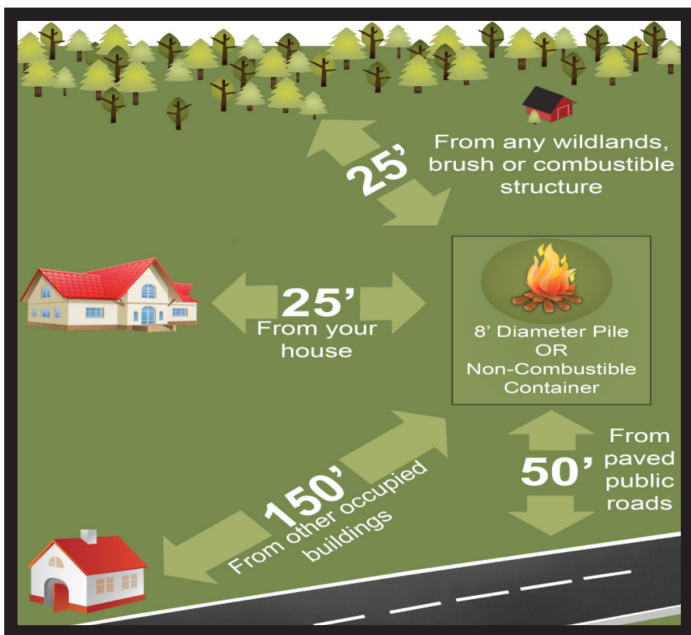 25'
From any wildlands,
brush or combustible
structure
25'
From your
house
8' Diameter Pile
OR
Non-Combustible
Container
150'
From other occupied
buildings
50'
From
paved
public
roads